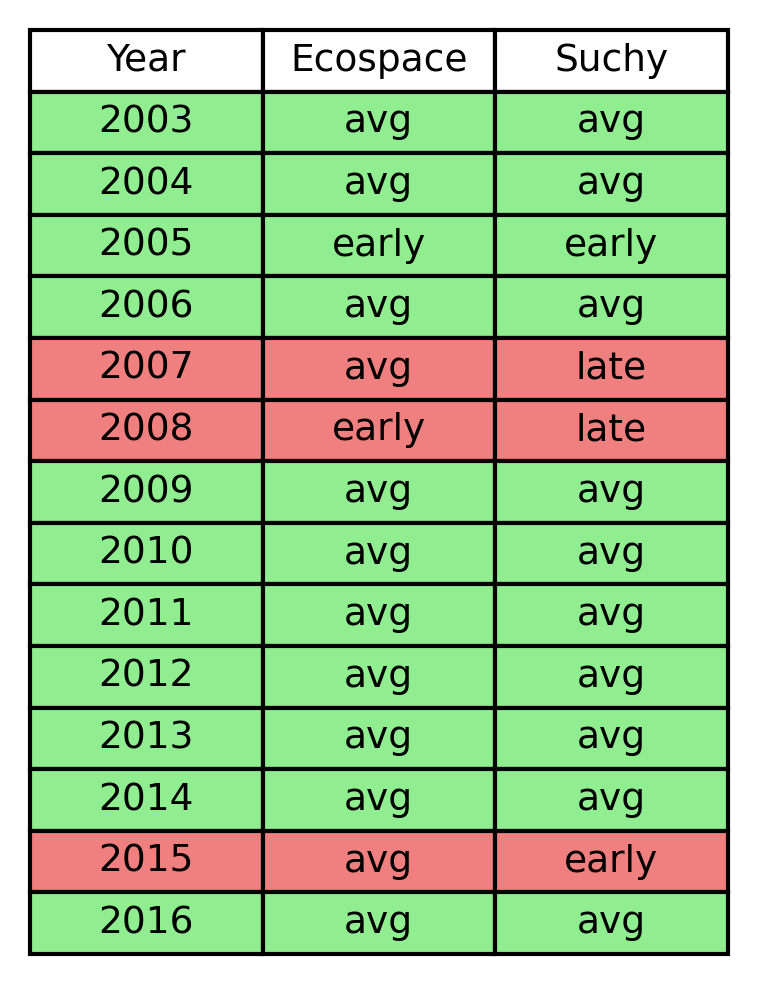 Year Ecospace Suchy
2003 avg avg
2004 avg avg
2005 early early
2006 avg avg
2007 avg late
2008 early late
2009 avg avg
2010 avg avg
2011 avg avg
2012 avg avg
2013 avg avg
2014 avg avg
2015 avg early
2016 avg avg